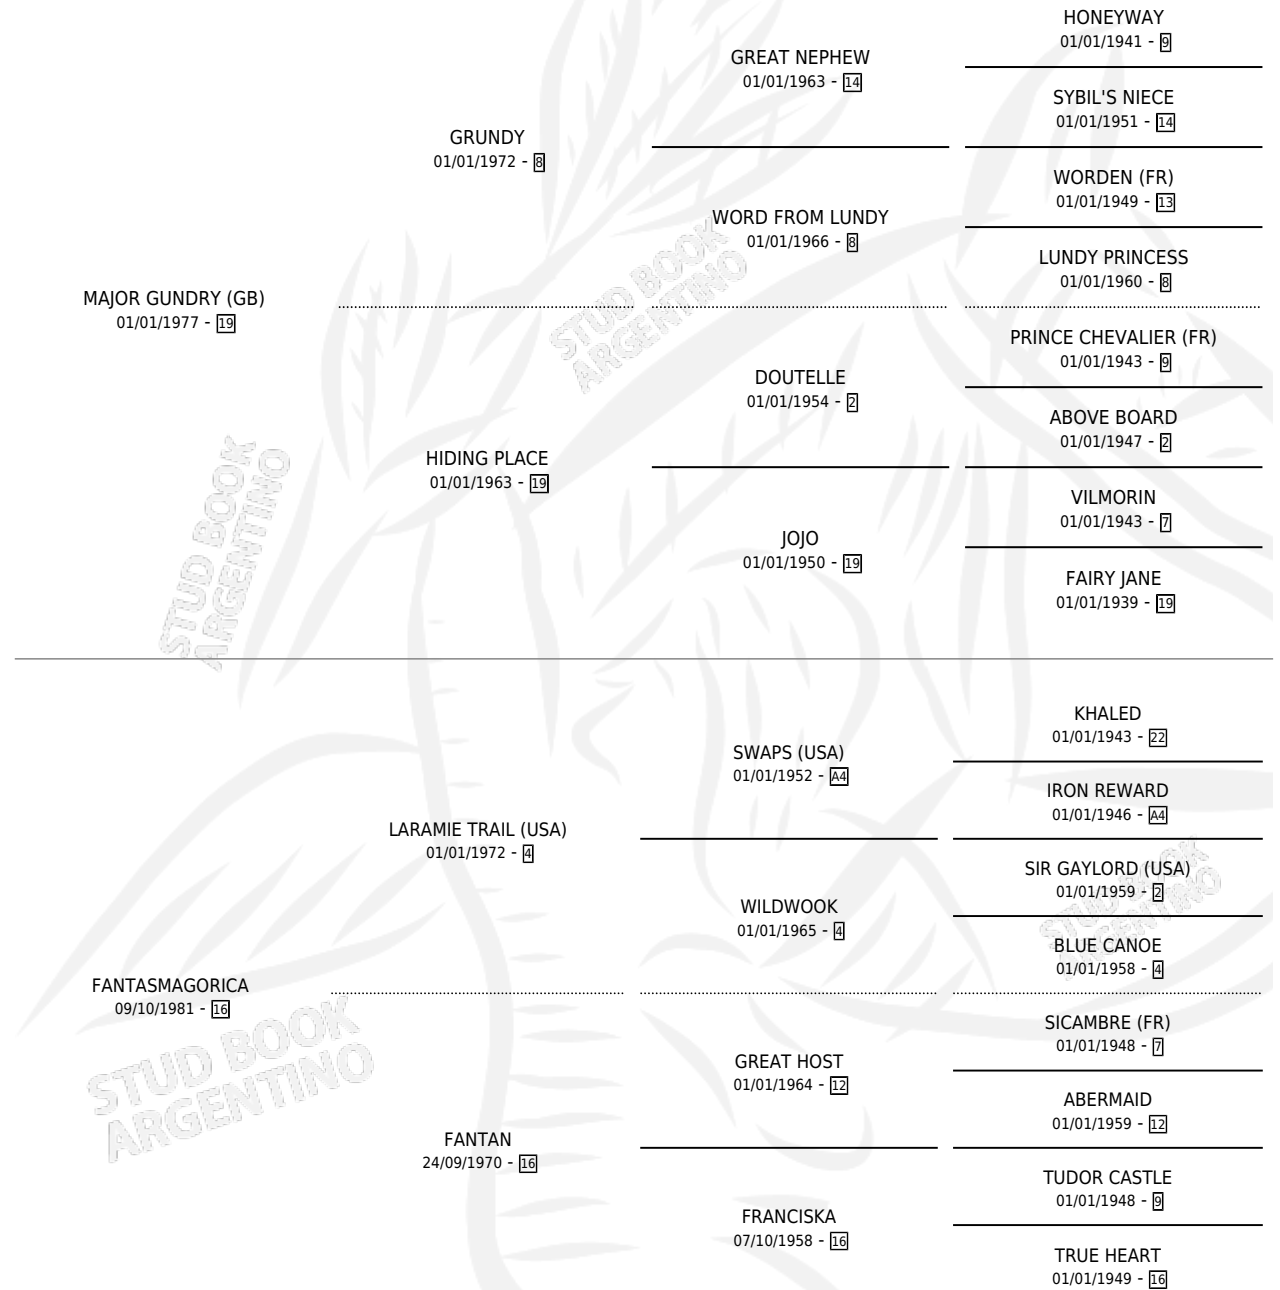 HONEYWAY
01/01/1941 - 9
GREAT NEPHEW
01/01/1963 - 14
SYBIL'S NIECE
01/01/1951 - 14
GRUNDY
01/01/1972 - 8
WORDEN (FR)
01/01/1949 - 13
WORD FROM LUNDY
01/01/1966 - 8
LUNDY PRINCESS
01/01/1960 - 8
MAJOR GUNDRY (GB)
01/01/1977 - 19
PRINCE CHEVALIER (FR)
01/01/1943 - 9
DOUTELLE
01/01/1954 - 2
ABOVE BOARD
01/01/1947 - 2
HIDING PLACE
01/01/1963 - 19
VILMORIN
01/01/1943 - 7
JOJO
01/01/1950 - 19
FAIRY JANE
01/01/1939 - 19
KHALED
01/01/1943 - 22
SWAPS (USA)
01/01/1952 - A4
IRON REWARD
01/01/1946 - A4
LARAMIE TRAIL (USA)
01/01/1972 - 4
SIR GAYLORD (USA)
01/01/1959 - 2
WILDWOOK
01/01/1965 - 4
BLUE CANOE
01/01/1958 - 4
FANTASMAGORICA
09/10/1981 - 16
SICAMBRE (FR)
01/01/1948 - 7
GREAT HOST
01/01/1964 - 12
ABERMAID
01/01/1959 - 12
FANTAN
24/09/1970 - 16
TUDOR CASTLE
01/01/1948 - 9
FRANCISKA
07/10/1958 - 16
TRUE HEART
01/01/1949 - 16
STUD BOOK
ARGENTINO
STUD BOOK
ARGENTINO
STUD BOOK
ARGENTINO
STUD BOOK
ARGENTINO